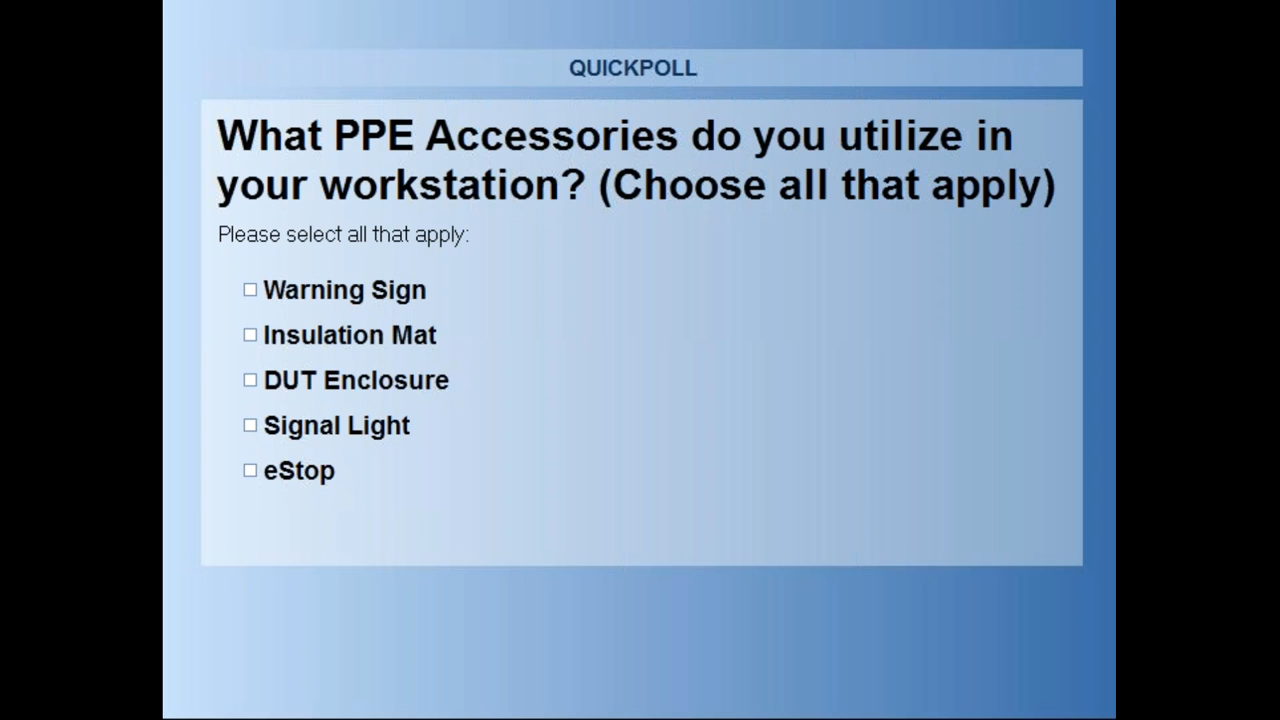 QUICKPOLL
What PPE Accessories do you utilize in
your workstation? (Choose all that apply)
Please select all that apply:
Warning Sign
Insulation Mat
DUT Enclosure
Signal Light
eStop